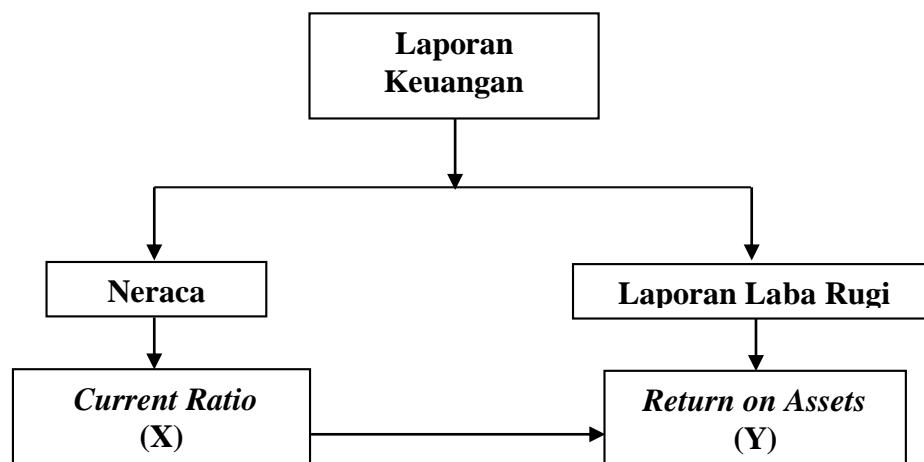 Laporan
Keuangan
Neraca
Laporan Laba Rugi
Current Ratio
(X)
Return on Assets
(Y)